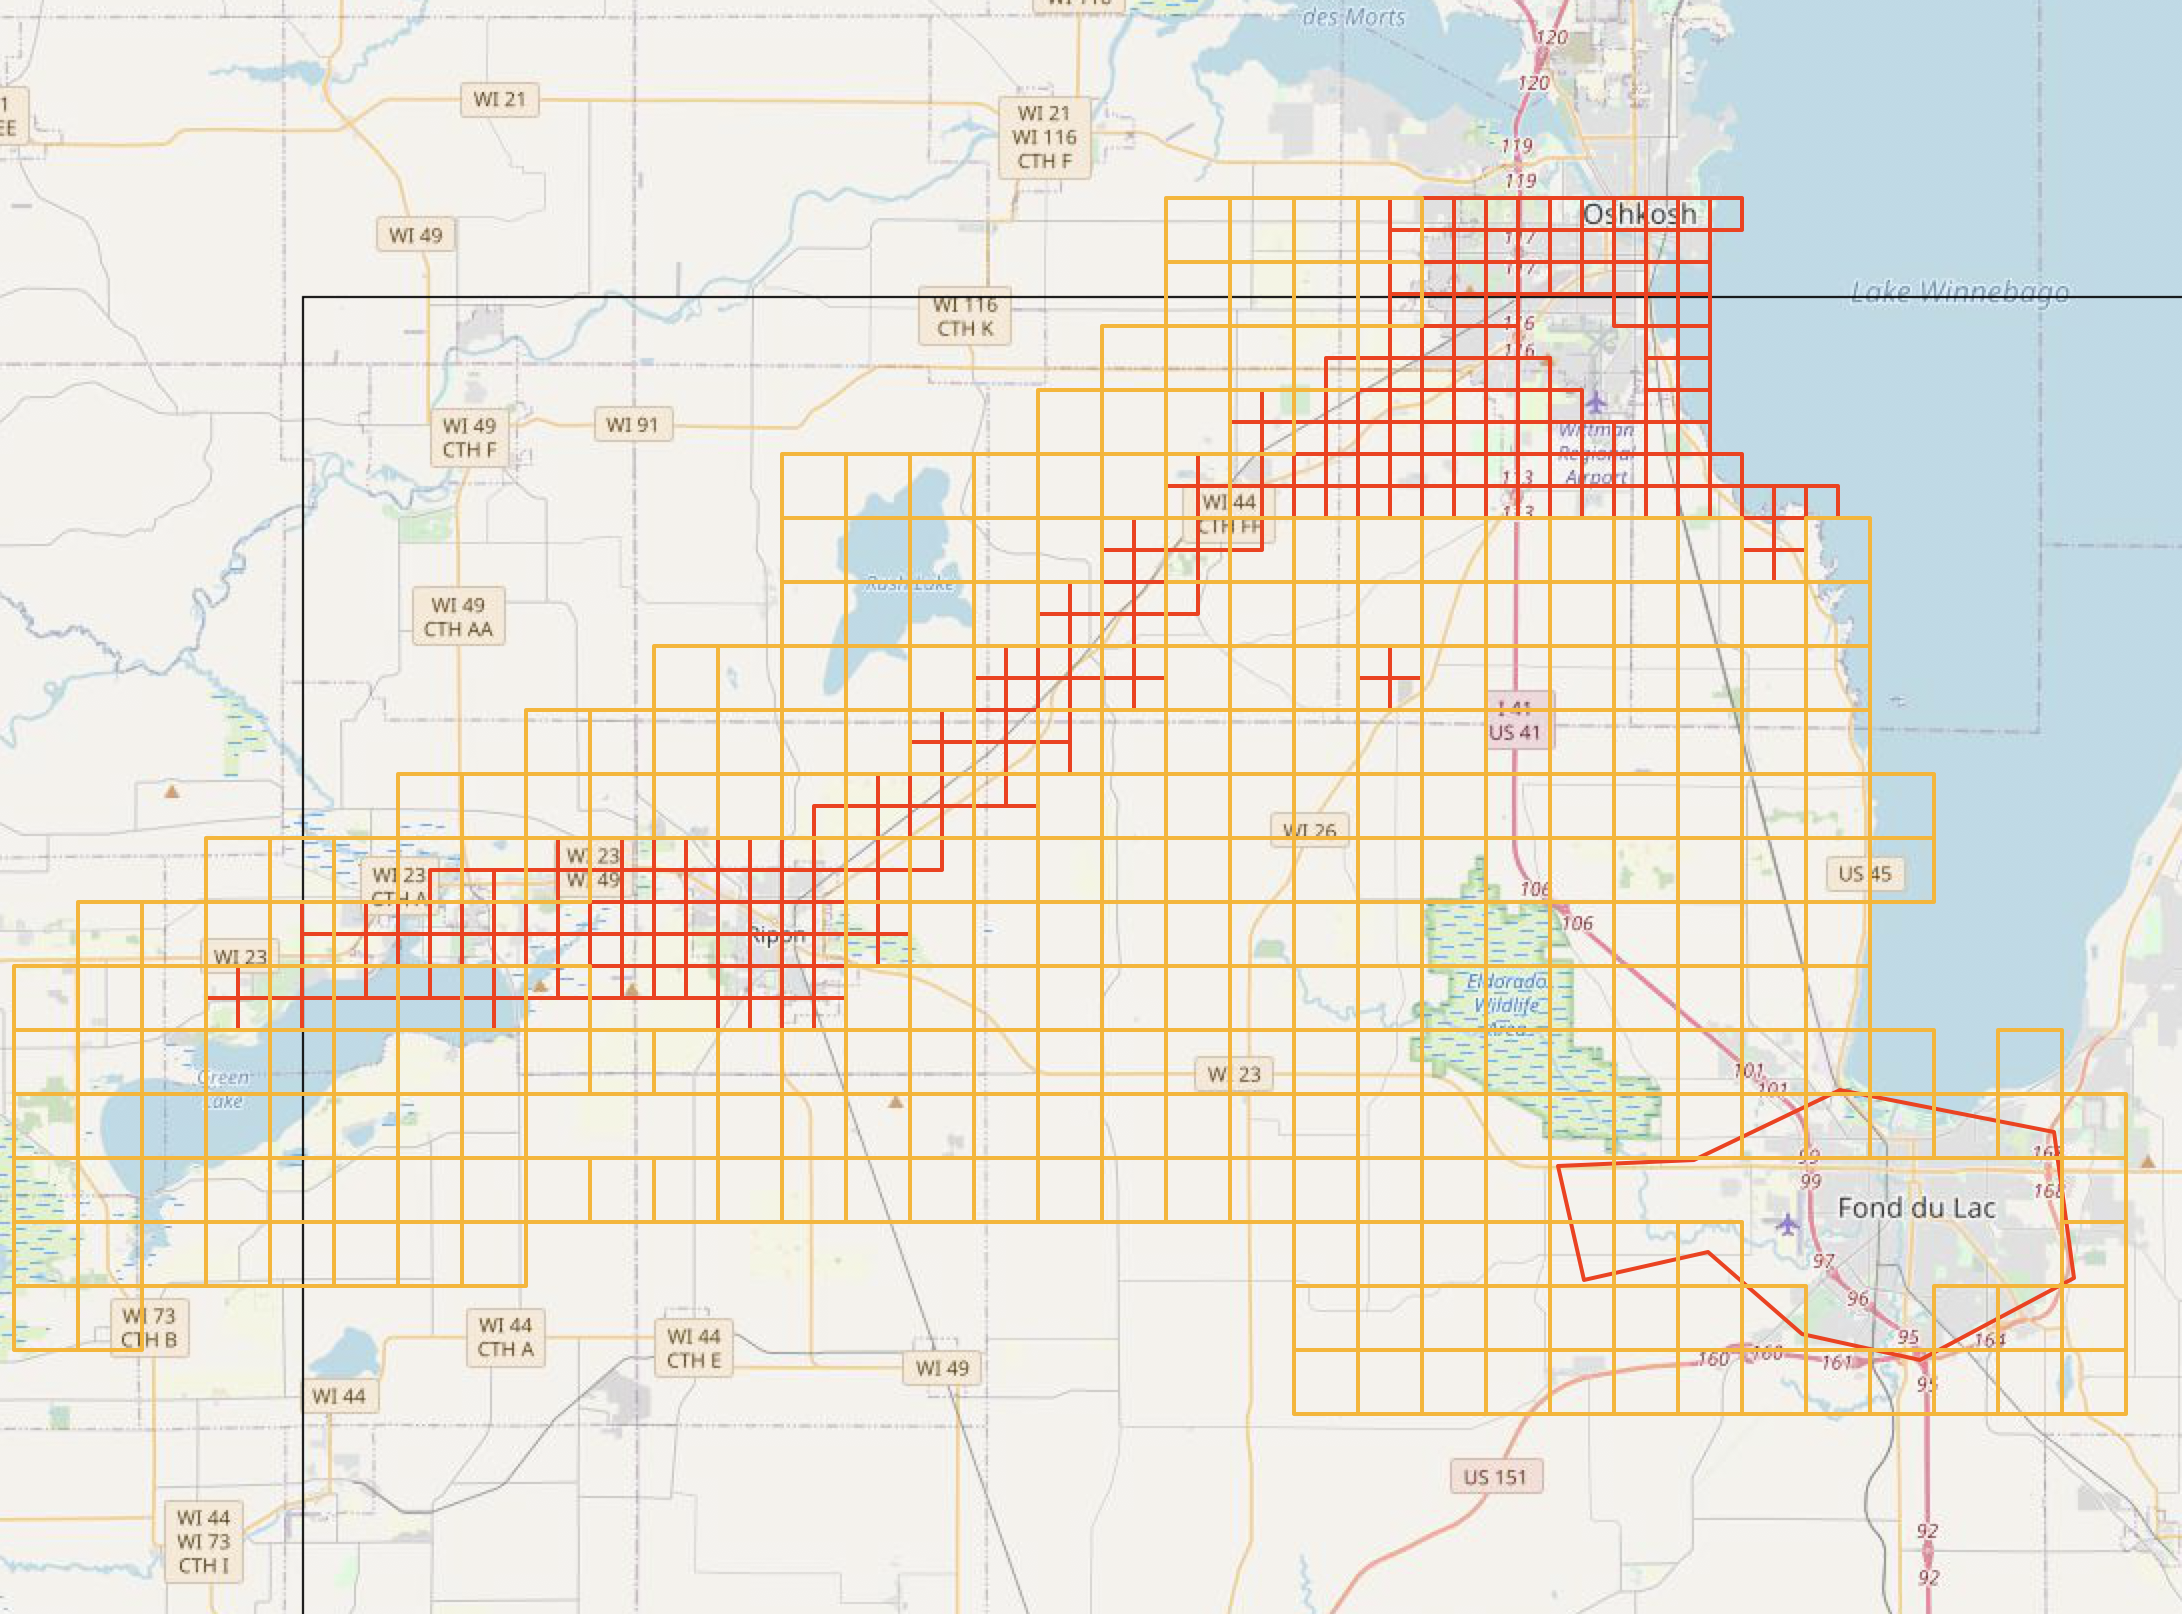 des Morts
120
120
WI 21
WI 21
WI 116
CTH F
119
119
WI 49
Oshkosh
117
117
Lake Winnebago
WI 116
CTH K
116
116
WI 49
CTH F
WI 91
Wittman
Regional
Airport
113
113
WI 44
CTH FF
Rush Lake
WI 49
CTH AA
I 41
US 41
WI 26
WI 23
WI 49
WI 23
CTH A
US 45
106
106
Ripon
WI 23
Eldorado
Wildlife
Area
Green
Lake
WI 23
101
101
99
99
168
168
Fond du Lac
97
96
95
164
160
160
161
95
WI 73
CTH B
WI 44
CTH A
WI 44
CTH E
WI 49
WI 44
US 151
WI 44
WI 73
CTH I
92
92